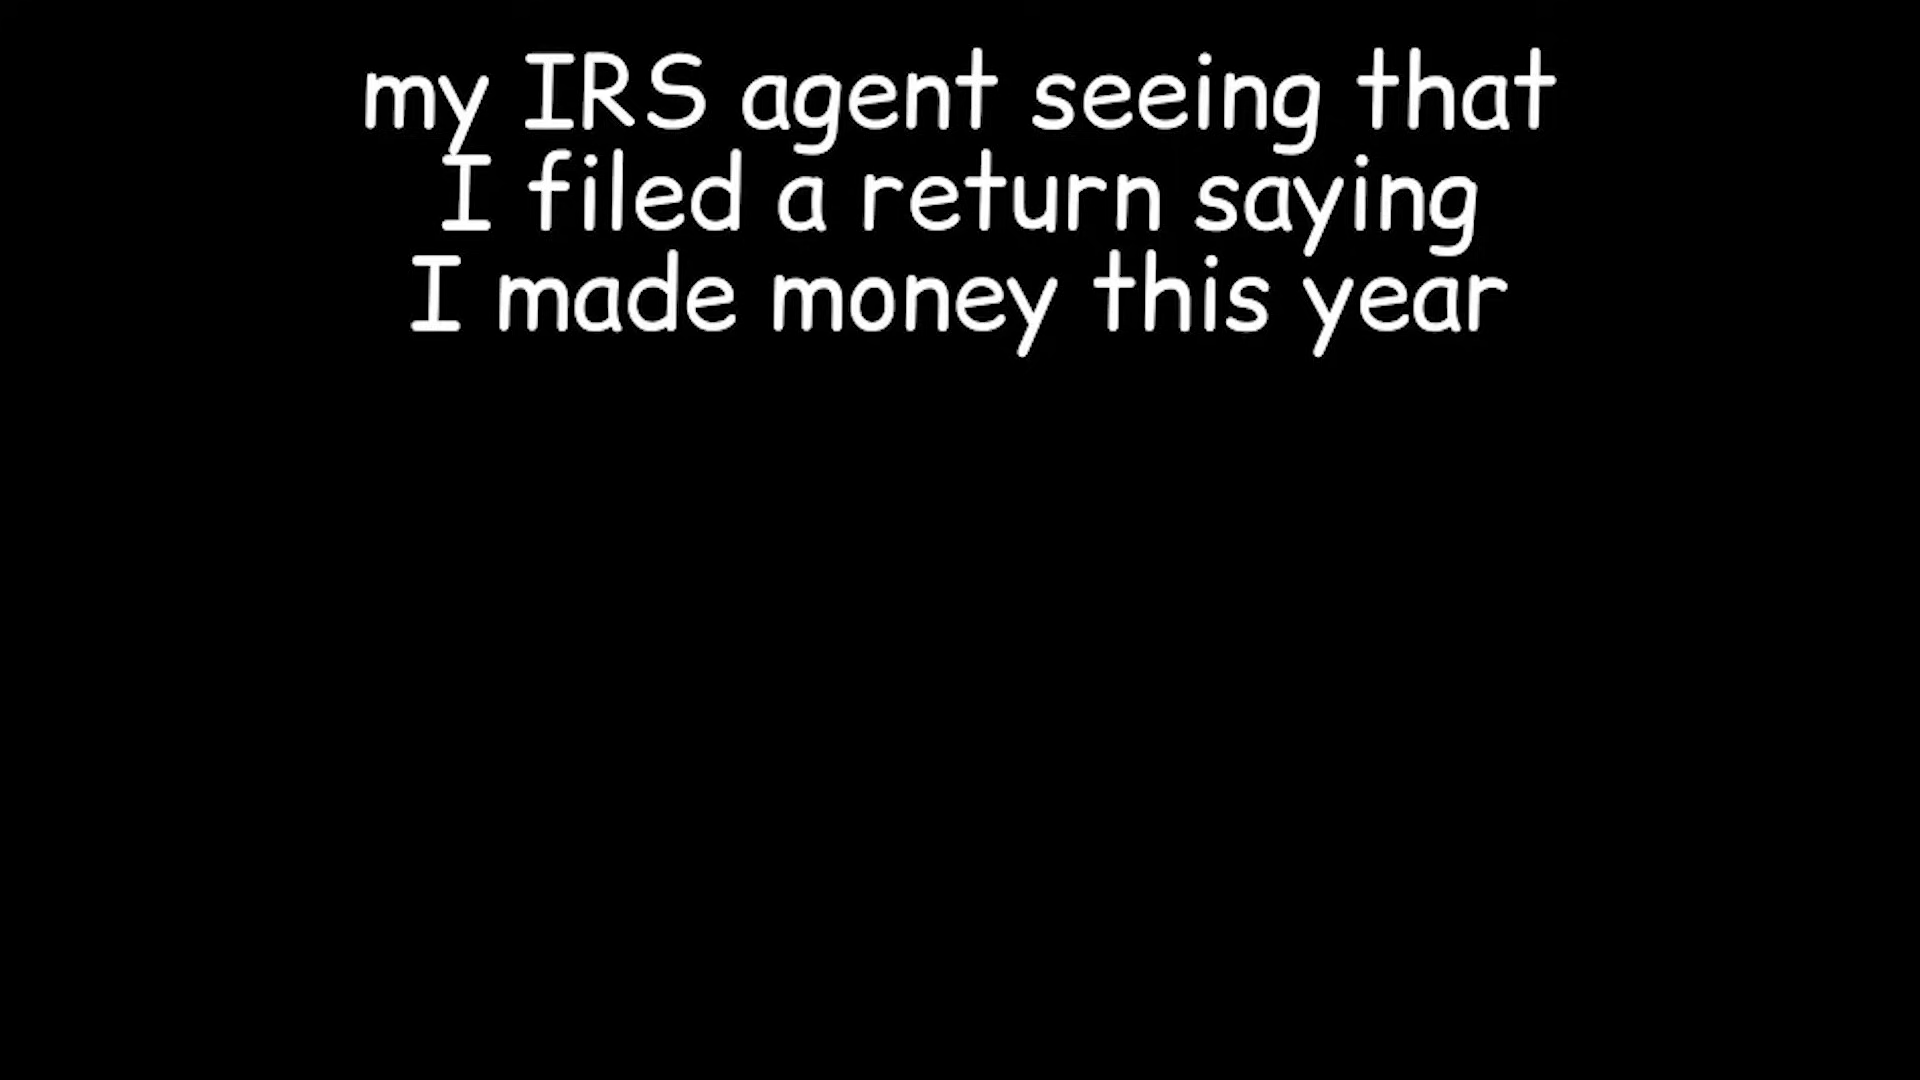 my IRS agent seeing that
I filed a return saying
I made money this year